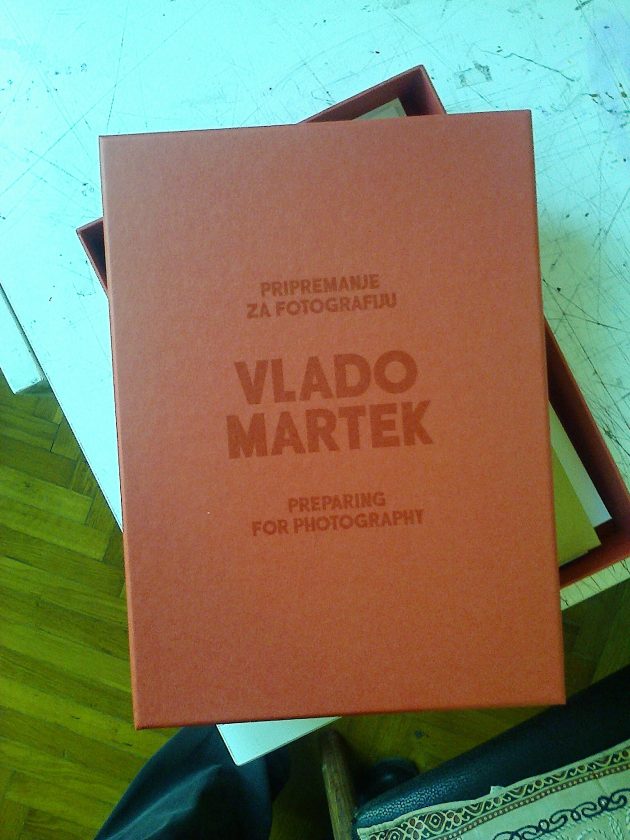 PRIPREMANJE
ZA FOTOGRAFIJU
VLADO
MARTEK
PREPARING
FOR PHOTOGRAPHY